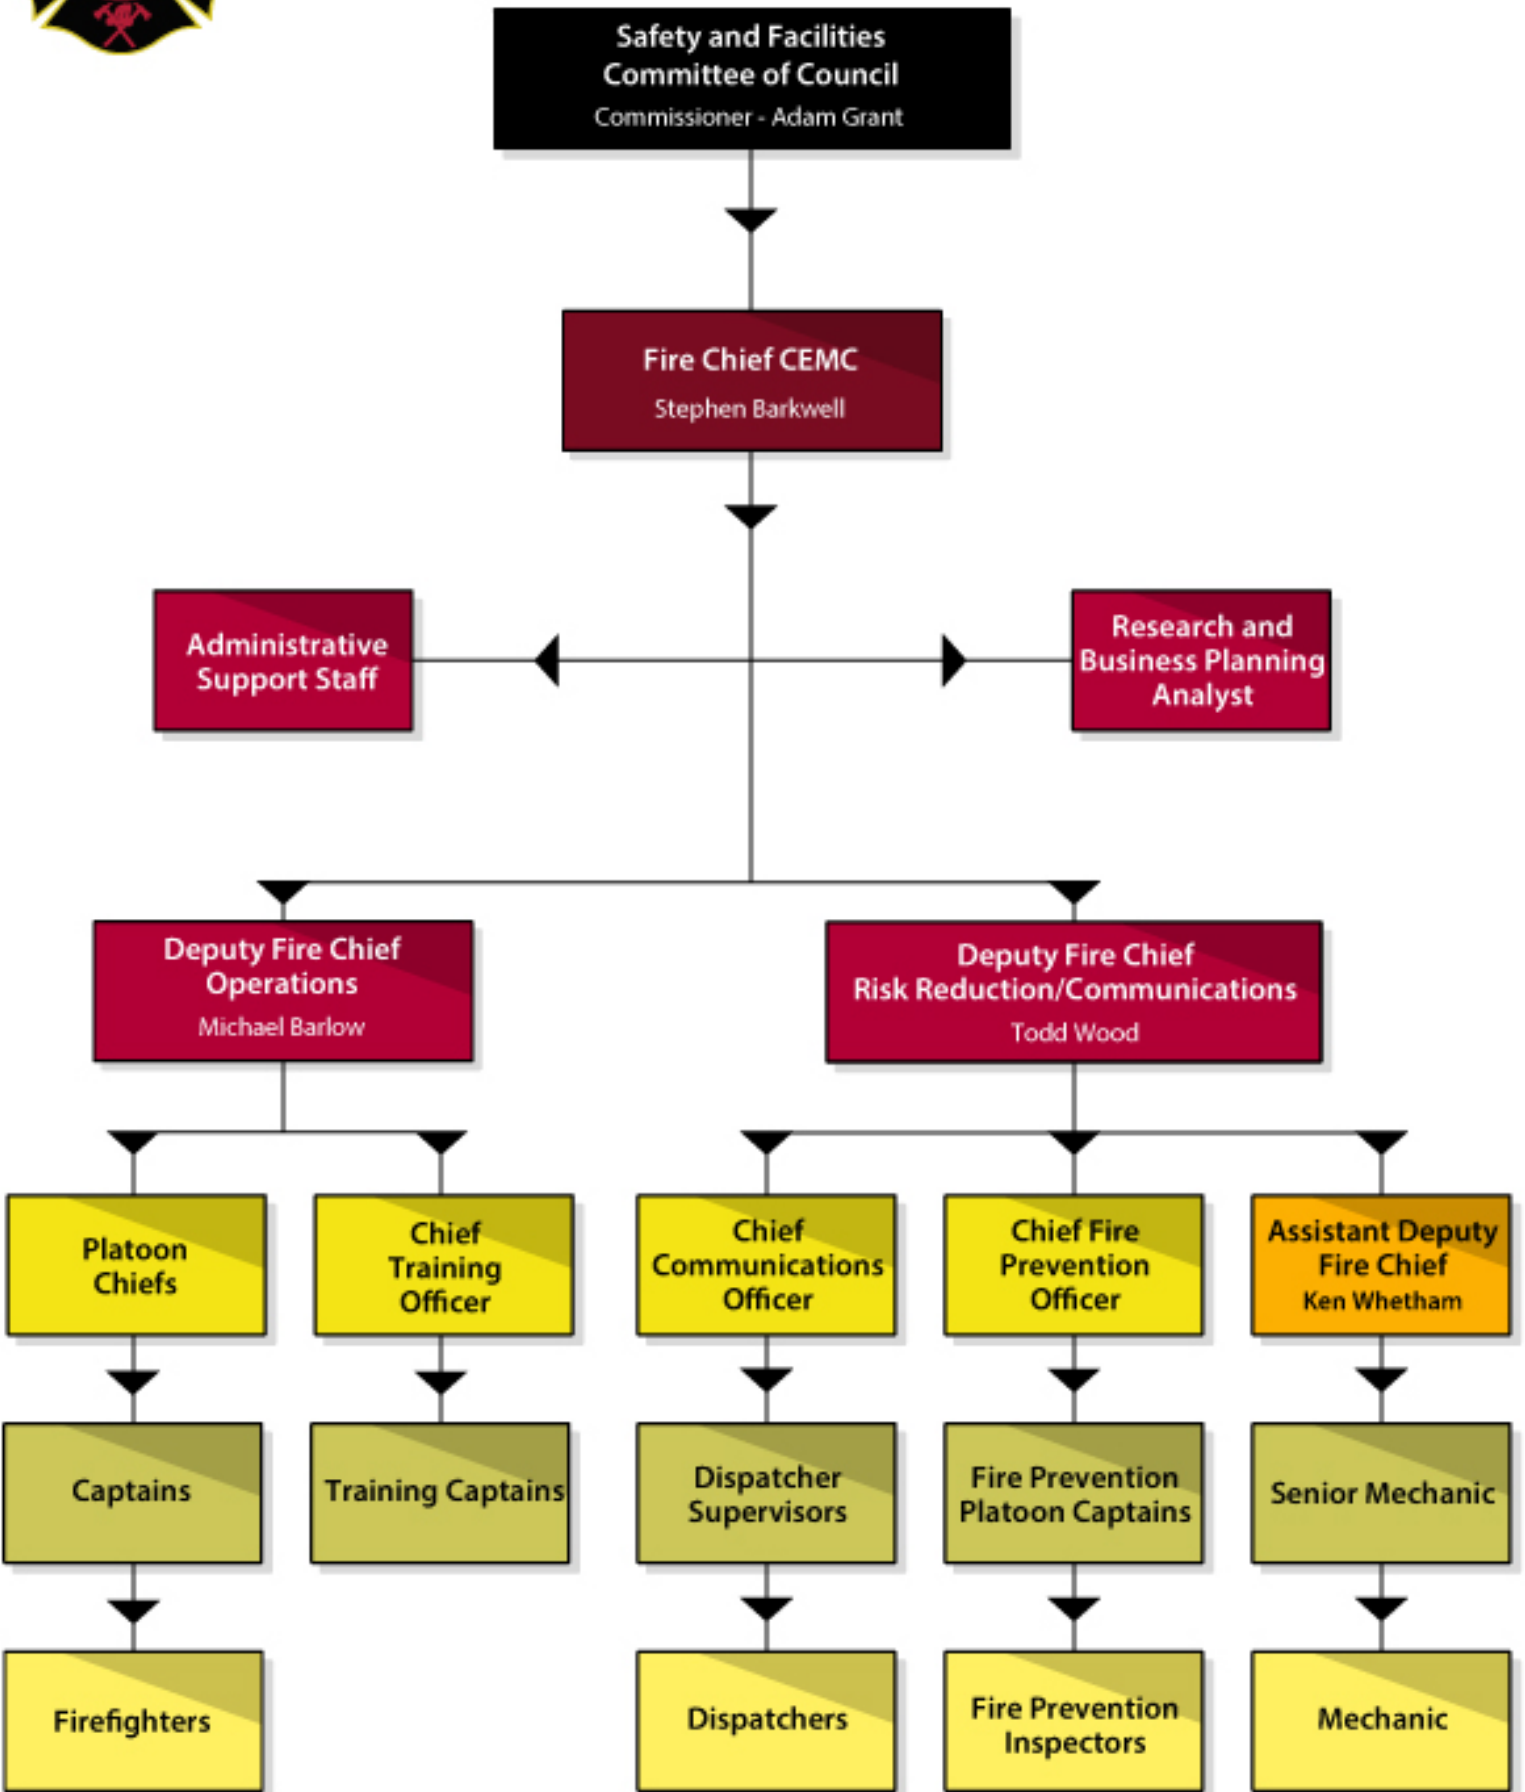 Safety and Facilities
Committee of Council
Commissioner - Adam Grant
Fire Chief CEMC
Stephen Barkwell
Administrative
Support Staff
Research and
Business Planning
Analyst
Deputy Fire Chief
Operations
Michael Barlow
Deputy Fire Chief
Risk Reduction/Communications
Todd Wood
Platoon
Chiefs
Chief
Training
Officer
Chief
Communications
Officer
Chief Fire
Prevention
Officer
Assistant Deputy
Fire Chief
Ken Whetham
Captains
Training Captains
Dispatcher
Supervisors
Fire Prevention
Platoon Captains
Senior Mechanic
Firefighters
Dispatchers
Fire Prevention
Inspectors
Mechanic